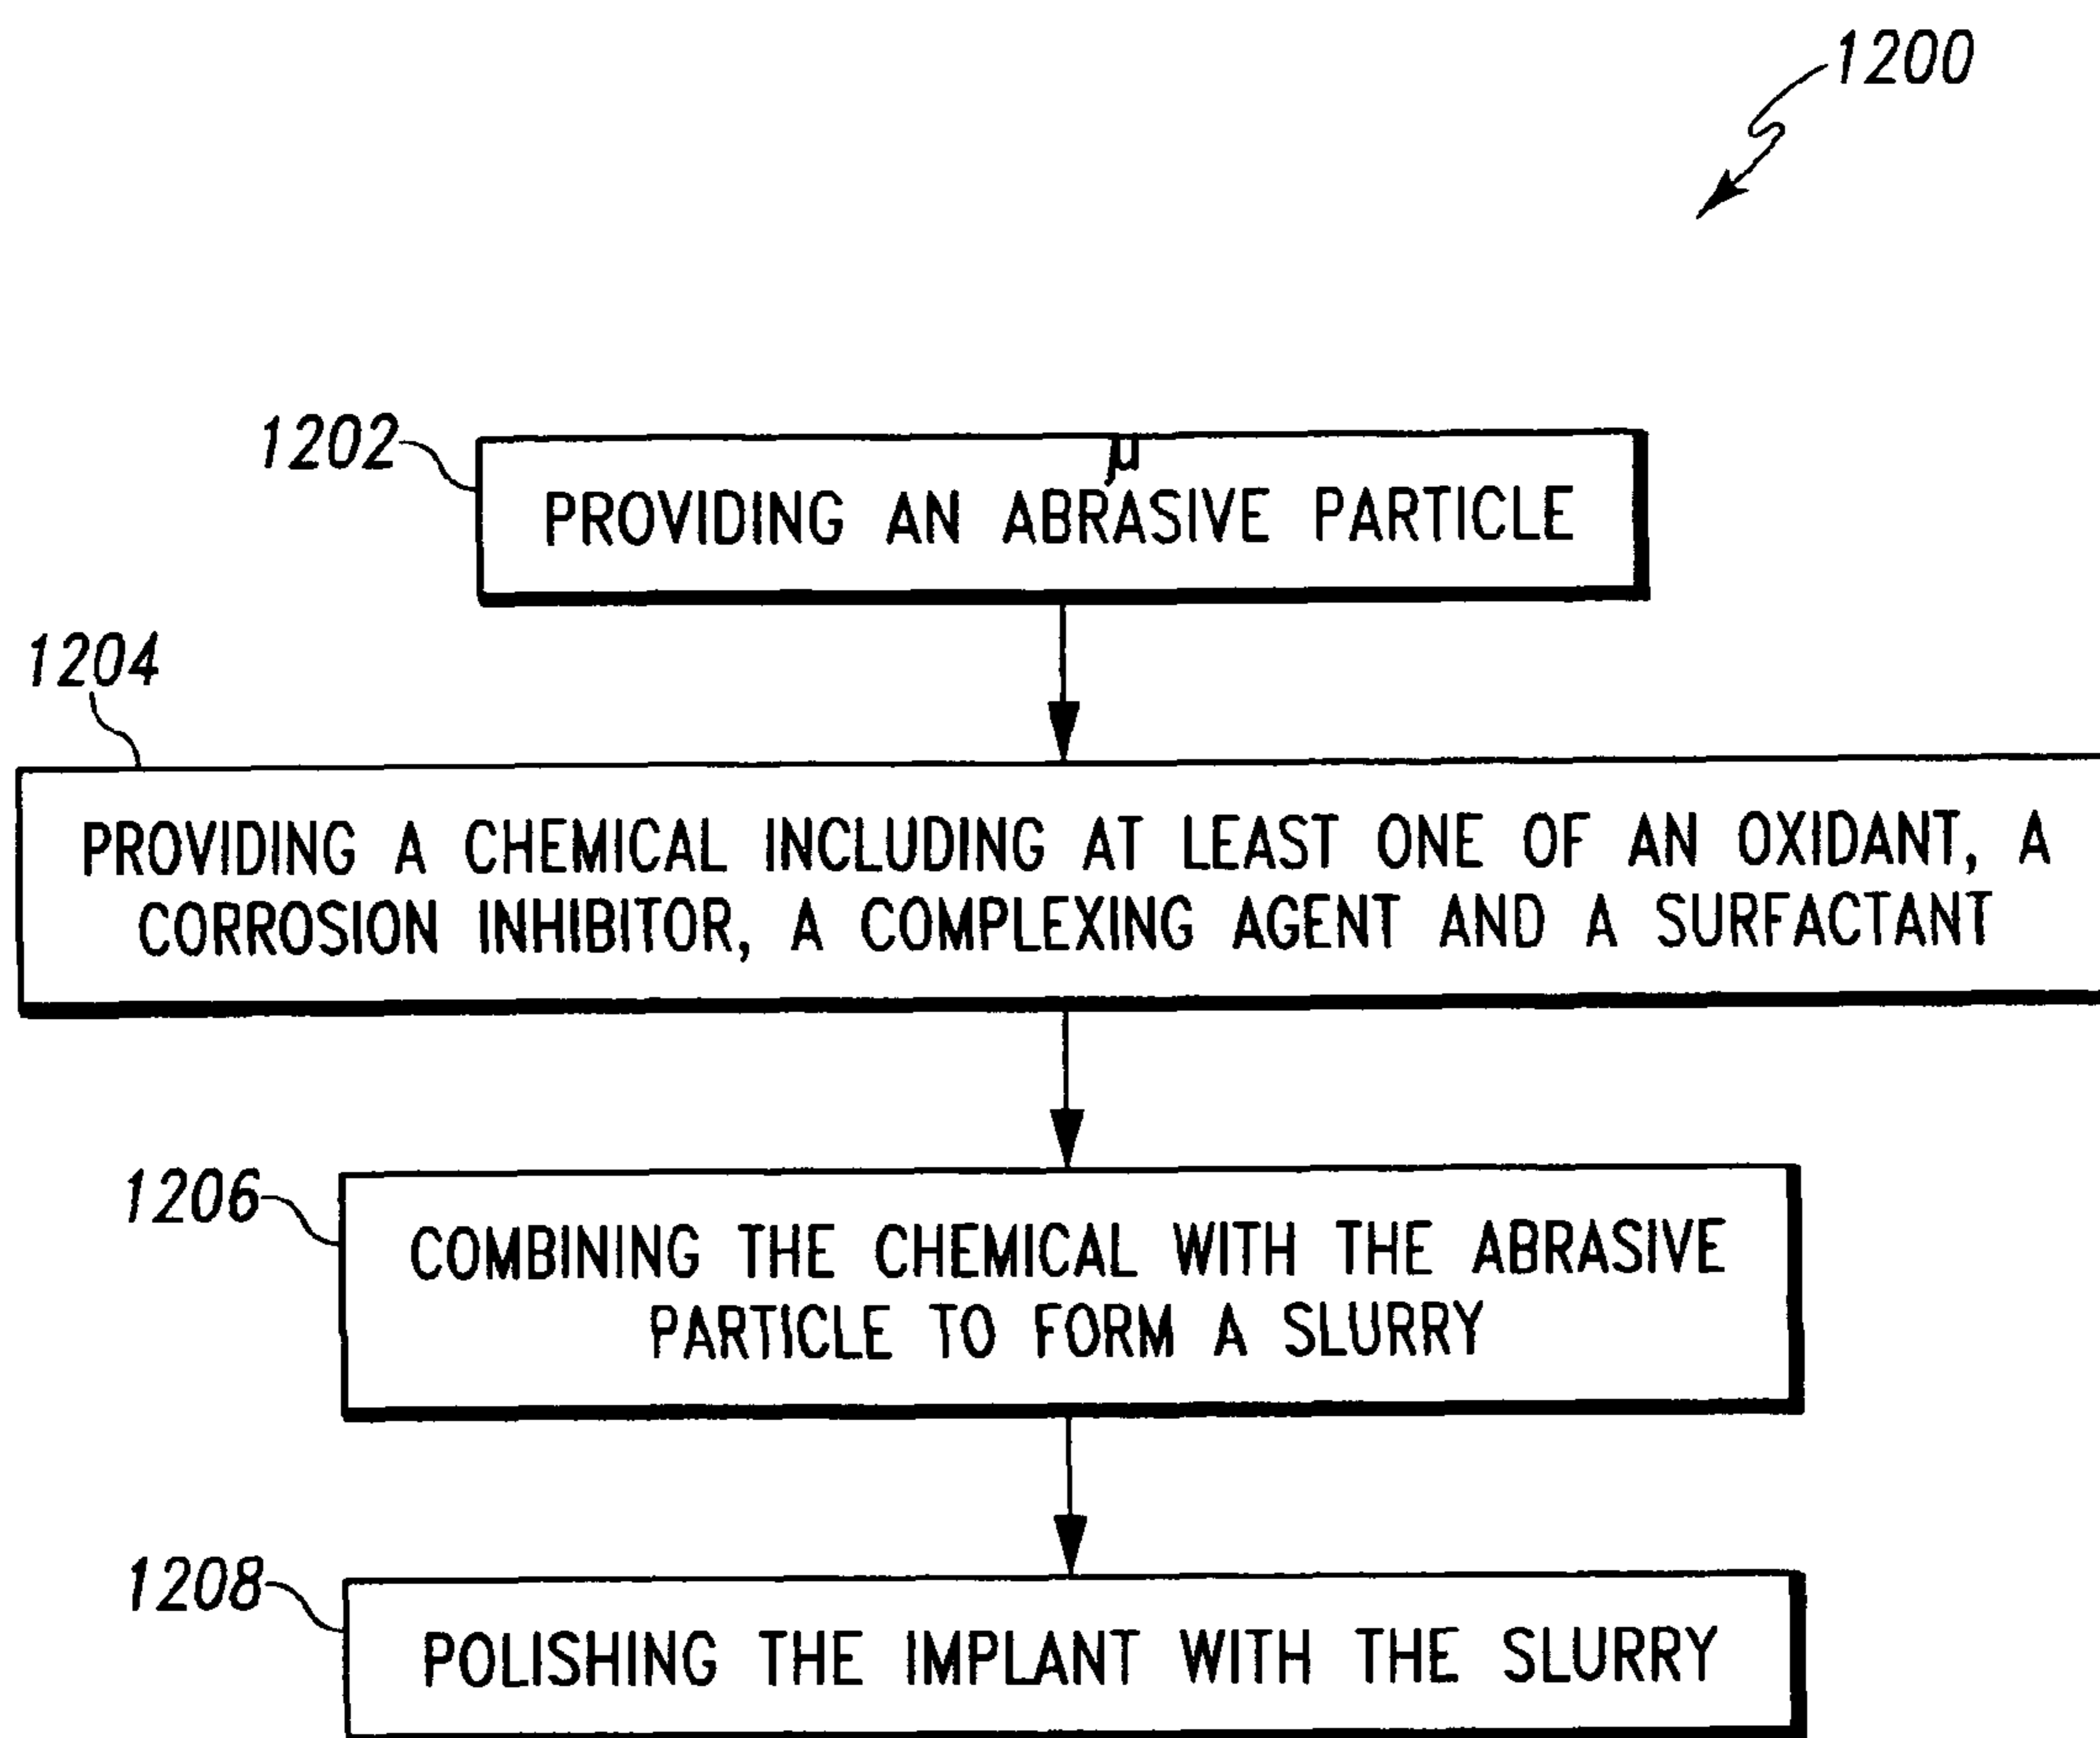 1200
1202
µ
PROVIDING AN ABRASIVE PARTICLE
1204
PROVIDING A CHEMICAL INCLUDING AT LEAST ONE OF AN OXIDANT, A
CORROSION INHIBITOR, A COMPLEXING AGENT AND A SURFACTANT
1206
COMBINING THE CHEMICAL WITH THE ABRASIVE
PARTICLE TO FORM A SLURRY
1208
POLISHING THE IMPLANT WITH THE SLURRY